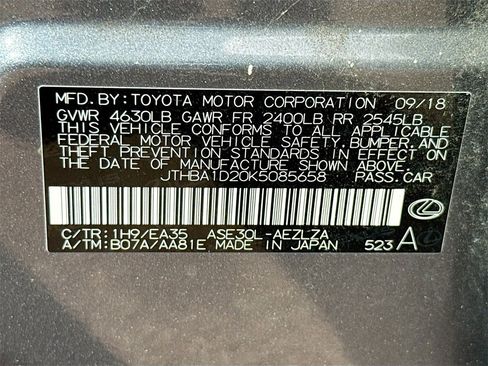 MFD.BY:TOYOTA MOTOR CORPORATION 09/18
GVWR 4630LB GAWR FR 2400LB RR 2545LB
THIS VEHICLE CONFORMS TO ALL APPLICABLE
FEDERAL MOTOR VEHICLE SAFETY,BUMPER,AND
THEFT PREVENTION STANDARDS IN EFFECT ON
THE DATE OF MANUFACTURE SHOWN ABOVE.
JTHBA1D20K5085658 PASS.CAR
C/TR:1H9/EA35 ASE30L-AEZLZA
A/TM:B07A/AA81E MADE IN JAPAN 523 A